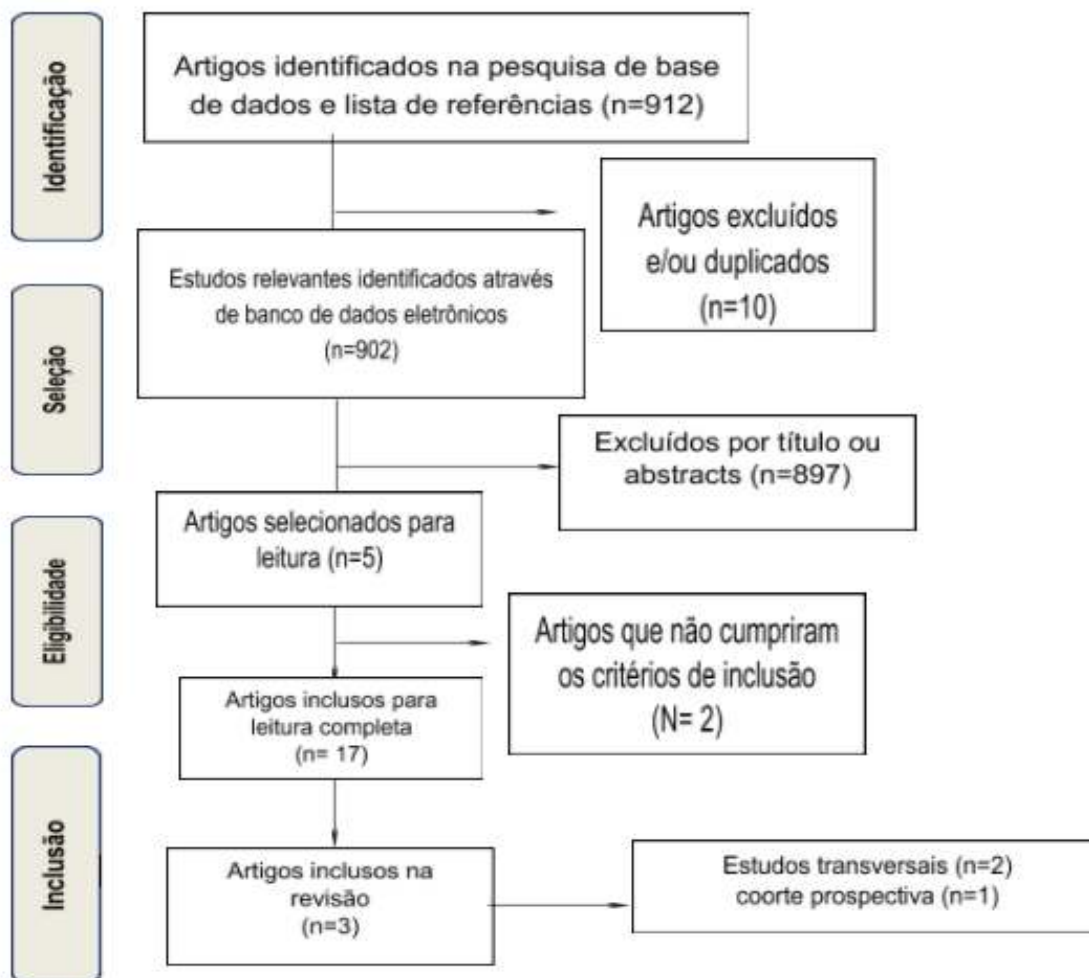 Identificação
Artigos identificados na pesquisa de base
de dados e lista de referências (n=912)
Artigos excluídos
e/ou duplicados
(n=10)
Seleção
Estudos relevantes identificados através
de banco de dados eletrônicos
(n=902)
Excluídos por título ou
abstracts (n=897)
Eligibilidade
Artigos selecionados para
leitura (n=5)
Artigos que não cumpriram
os critérios de inclusão
(N= 2)
Artigos inclusos para
leitura completa
(n= 17)
Inclusão
Artigos inclusos na
revisão
(n=3)
Estudos transversais (n=2)
coorte prospectiva (n=1)